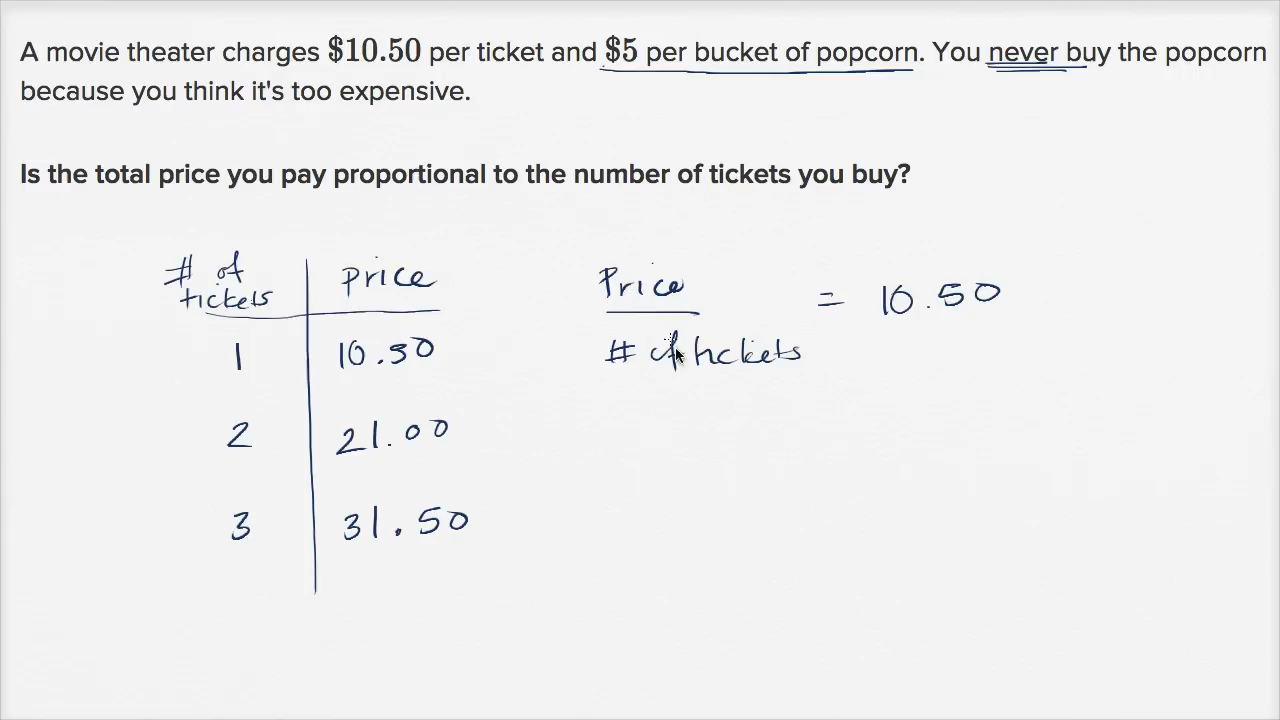 A movie theater charges $10.50 per ticket and $5 per bucket of popcorn. You never buy the popcorn
because you think it's too expensive.
Is the total price you pay proportional to the number of tickets you buy?
# of
tickets
Price
1
10.50
2
21.00
3
31.50
Price
# of tickets
= 10.50